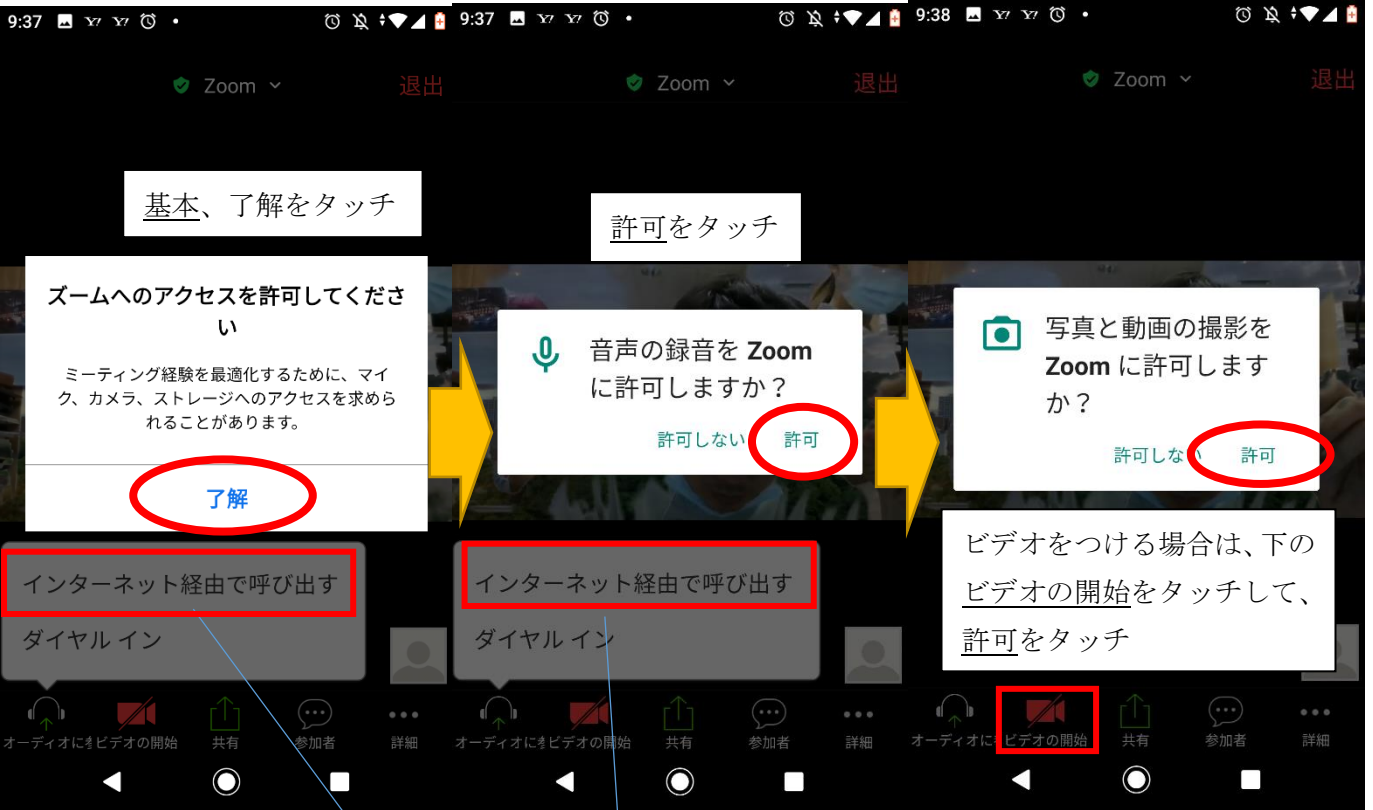 9:37
Zoom
退出
基本、了解をタッチ
ズームへのアクセスを許可してくださ
い
ミーティング経験を最適化するために、マイ
ク、カメラ、ストレージへのアクセスを求めら
れることがあります。
了解
インターネット経由で呼び出す
ダイヤル イン
オーディオに
ビデオの開始
共有
参加者
詳細
9:37
Zoom
退出
許可をタッチ
音声の録音を Zoom
に許可しますか？
許可しない
許可
インターネット経由で呼び出す
ダイヤル イン
オーディオに
ビデオの開始
共有
参加者
詳細
9:38
Zoom
退出
写真と動画の撮影を
Zoom に許可します
か？
許可しない
許可
ビデオをつける場合は、下の
ビデオの開始をタッチして、
許可をタッチ
オーディオに
ビデオの開始
共有
参加者
詳細